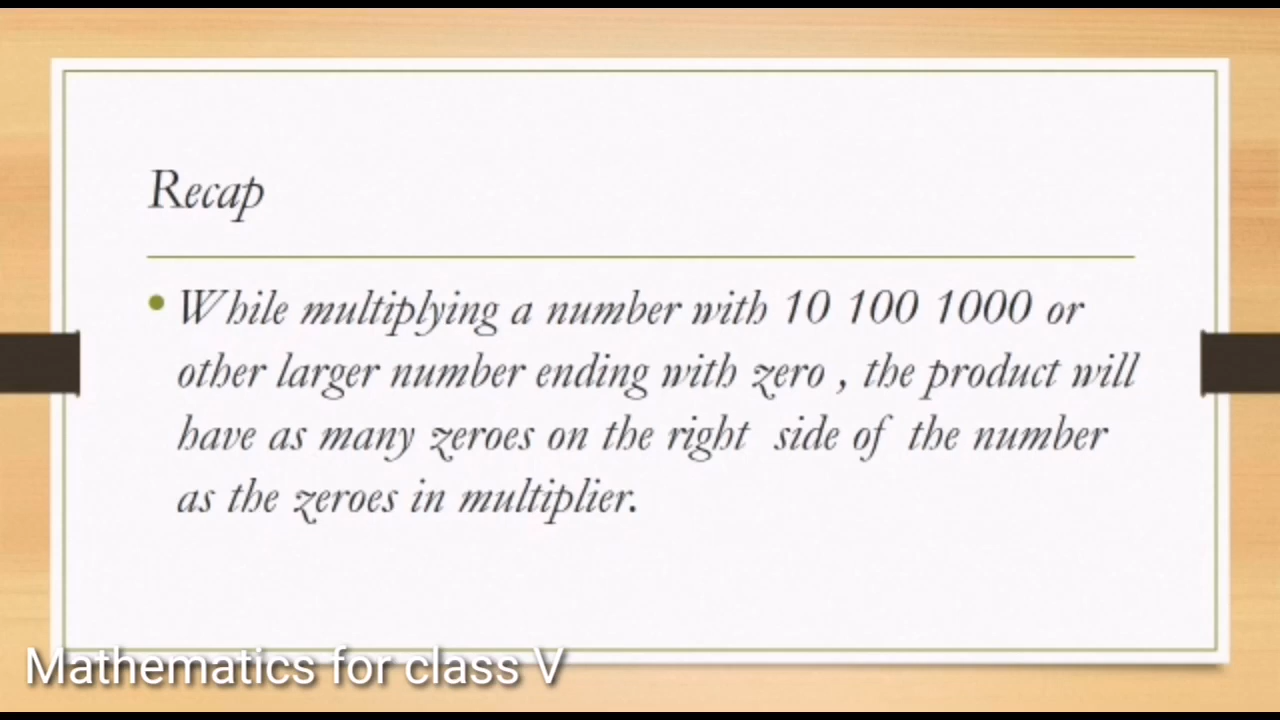 Recap
• While multiplying a number with 10 100 1000 or
other larger number ending with zero , the product will
have as many zeroes on the right side of the number
as the zeroes in multiplier.
Mathematics for class V